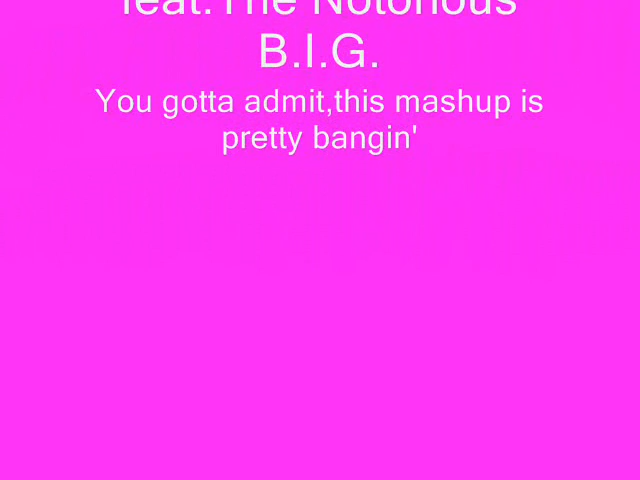 feat.The Notorious
B.I.G.
You gotta admit,this mashup is
pretty bangin'